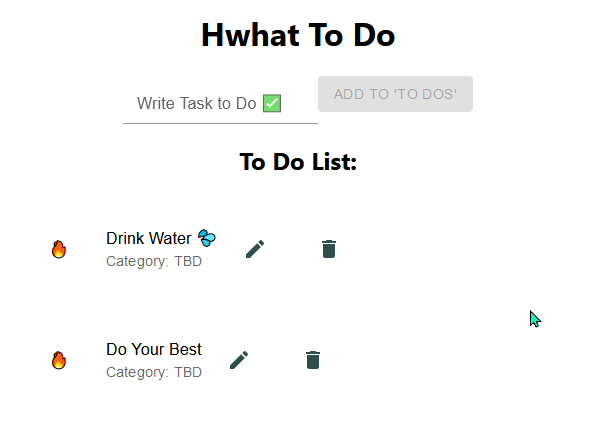 Hwhat To Do
Write Task to Do ✅
ADD TO 'TO DOS'
To Do List:
Drink Water 💦
Category: TBD
Do Your Best
Category: TBD